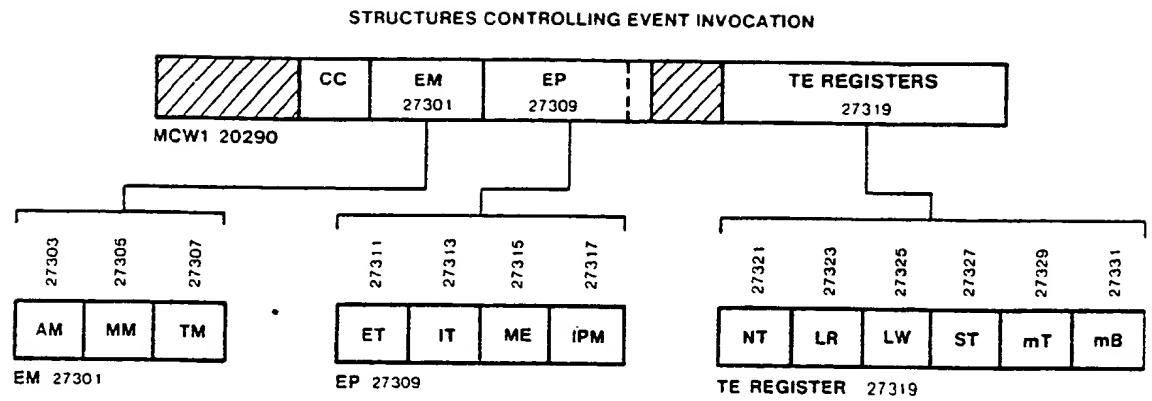 STRUCTURES CONTROLLING EVENT INVOCATION
CC EM EP TE REGISTERS
27301 27309 27319
MCW1 20290
27303 27305 27307 27311 27313 27315 27317 27321 27323 27325 27327 27329 27331
AM MM TM ET IT ME IPM NT LR LW ST mT mB
EM 27301 EP 27309 TE REGISTER 27319